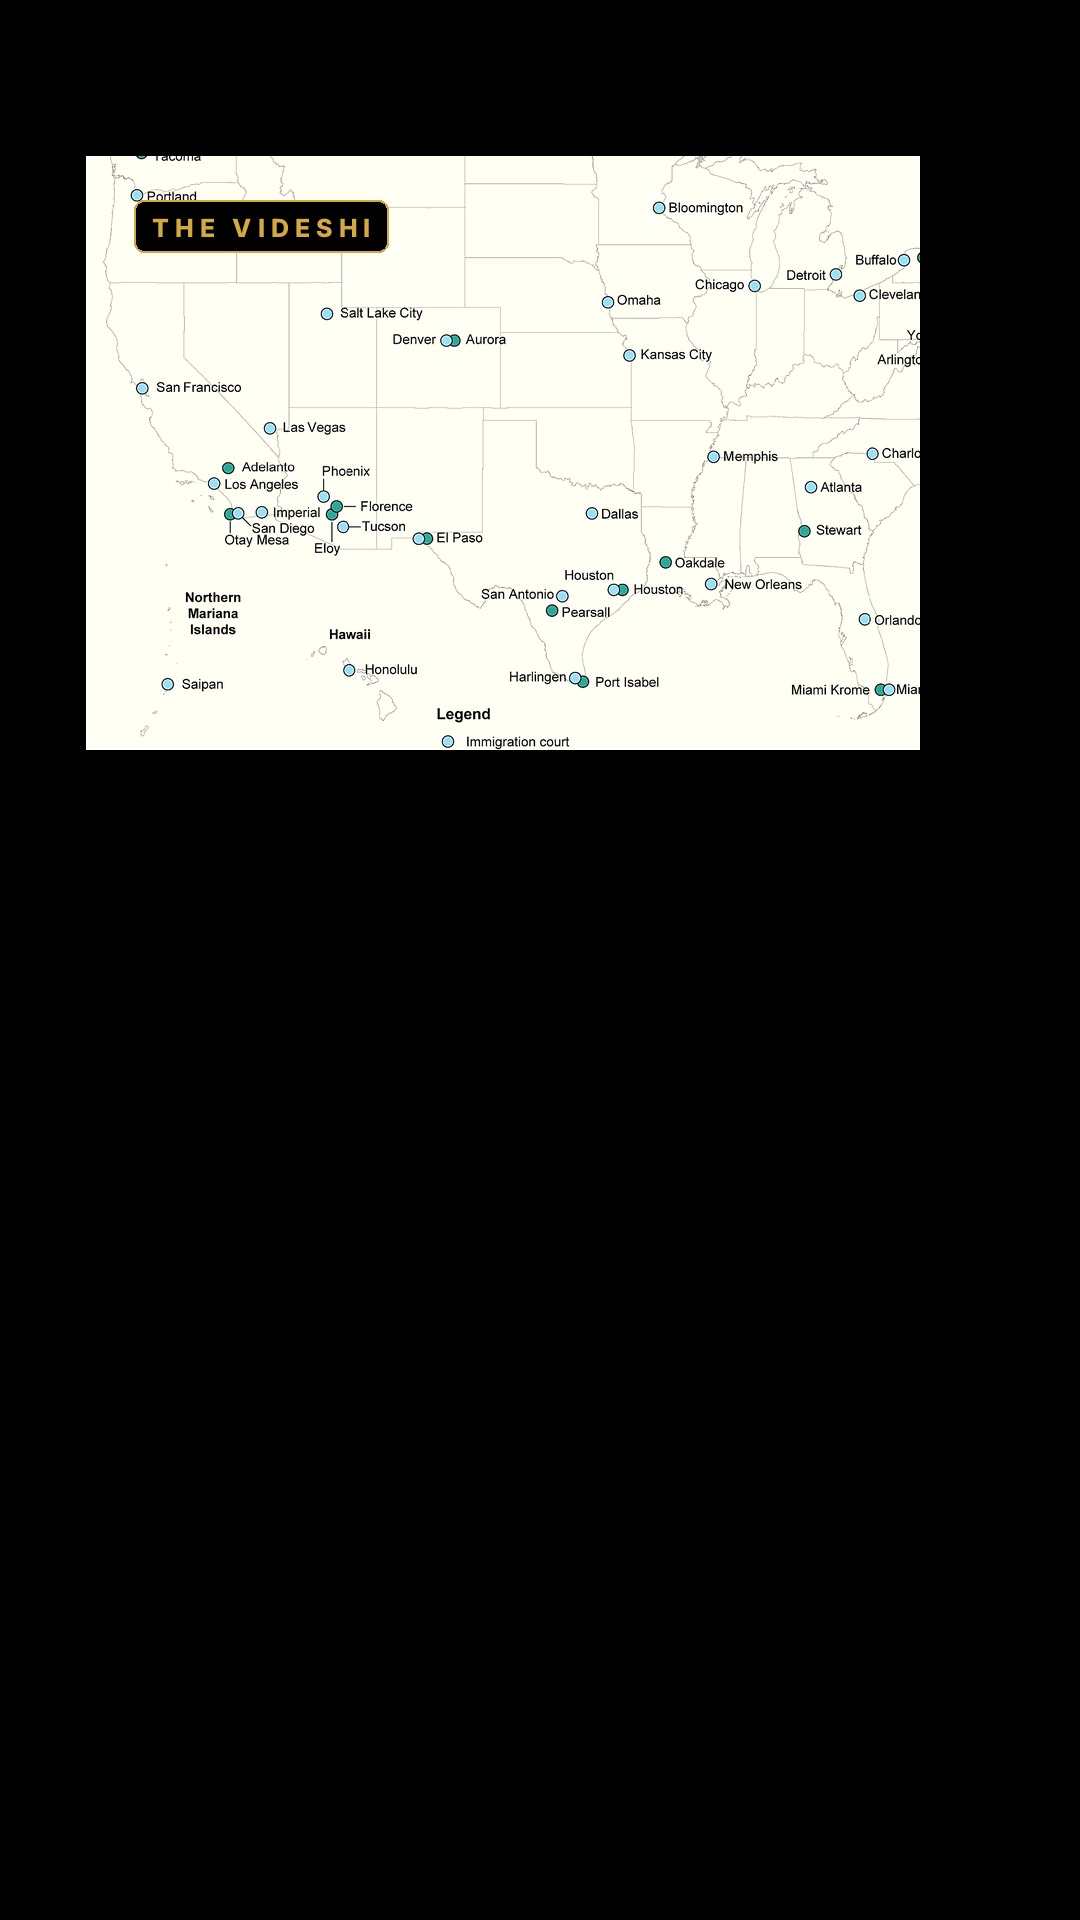 Tacoma
Portland
THE VIDESHI
Bloomington
Buffalo
Detroit
Chicago
Omaha
Salt Lake City
Denver
Aurora
Kansas City
San Francisco
Las Vegas
Memphis
Adelanto
Phoenix
Los Angeles
Atlanta
Florence
Imperial
Dallas
San Diego
Tucson
Stewart
Otay Mesa
El Paso
Eloy
Oakdale
Houston
New Orleans
Houston
San Antonio
Pearsall
Northern
Mariana
Islands
Hawaii
Honolulu
Harlingen
Port Isabel
Saipan
Miami Krome
Legend
Immigration court